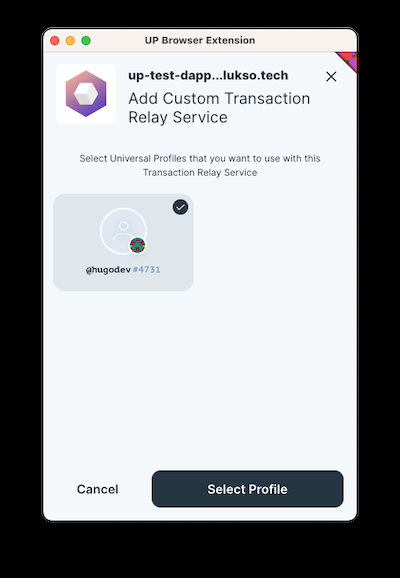 UP Browser Extension
up-test-dapp...lukso.tech
Add Custom Transaction
Relay Service
Select Universal Profiles that you want to use with this
Transaction Relay Service
@hugodev #4731
Cancel
Select Profile